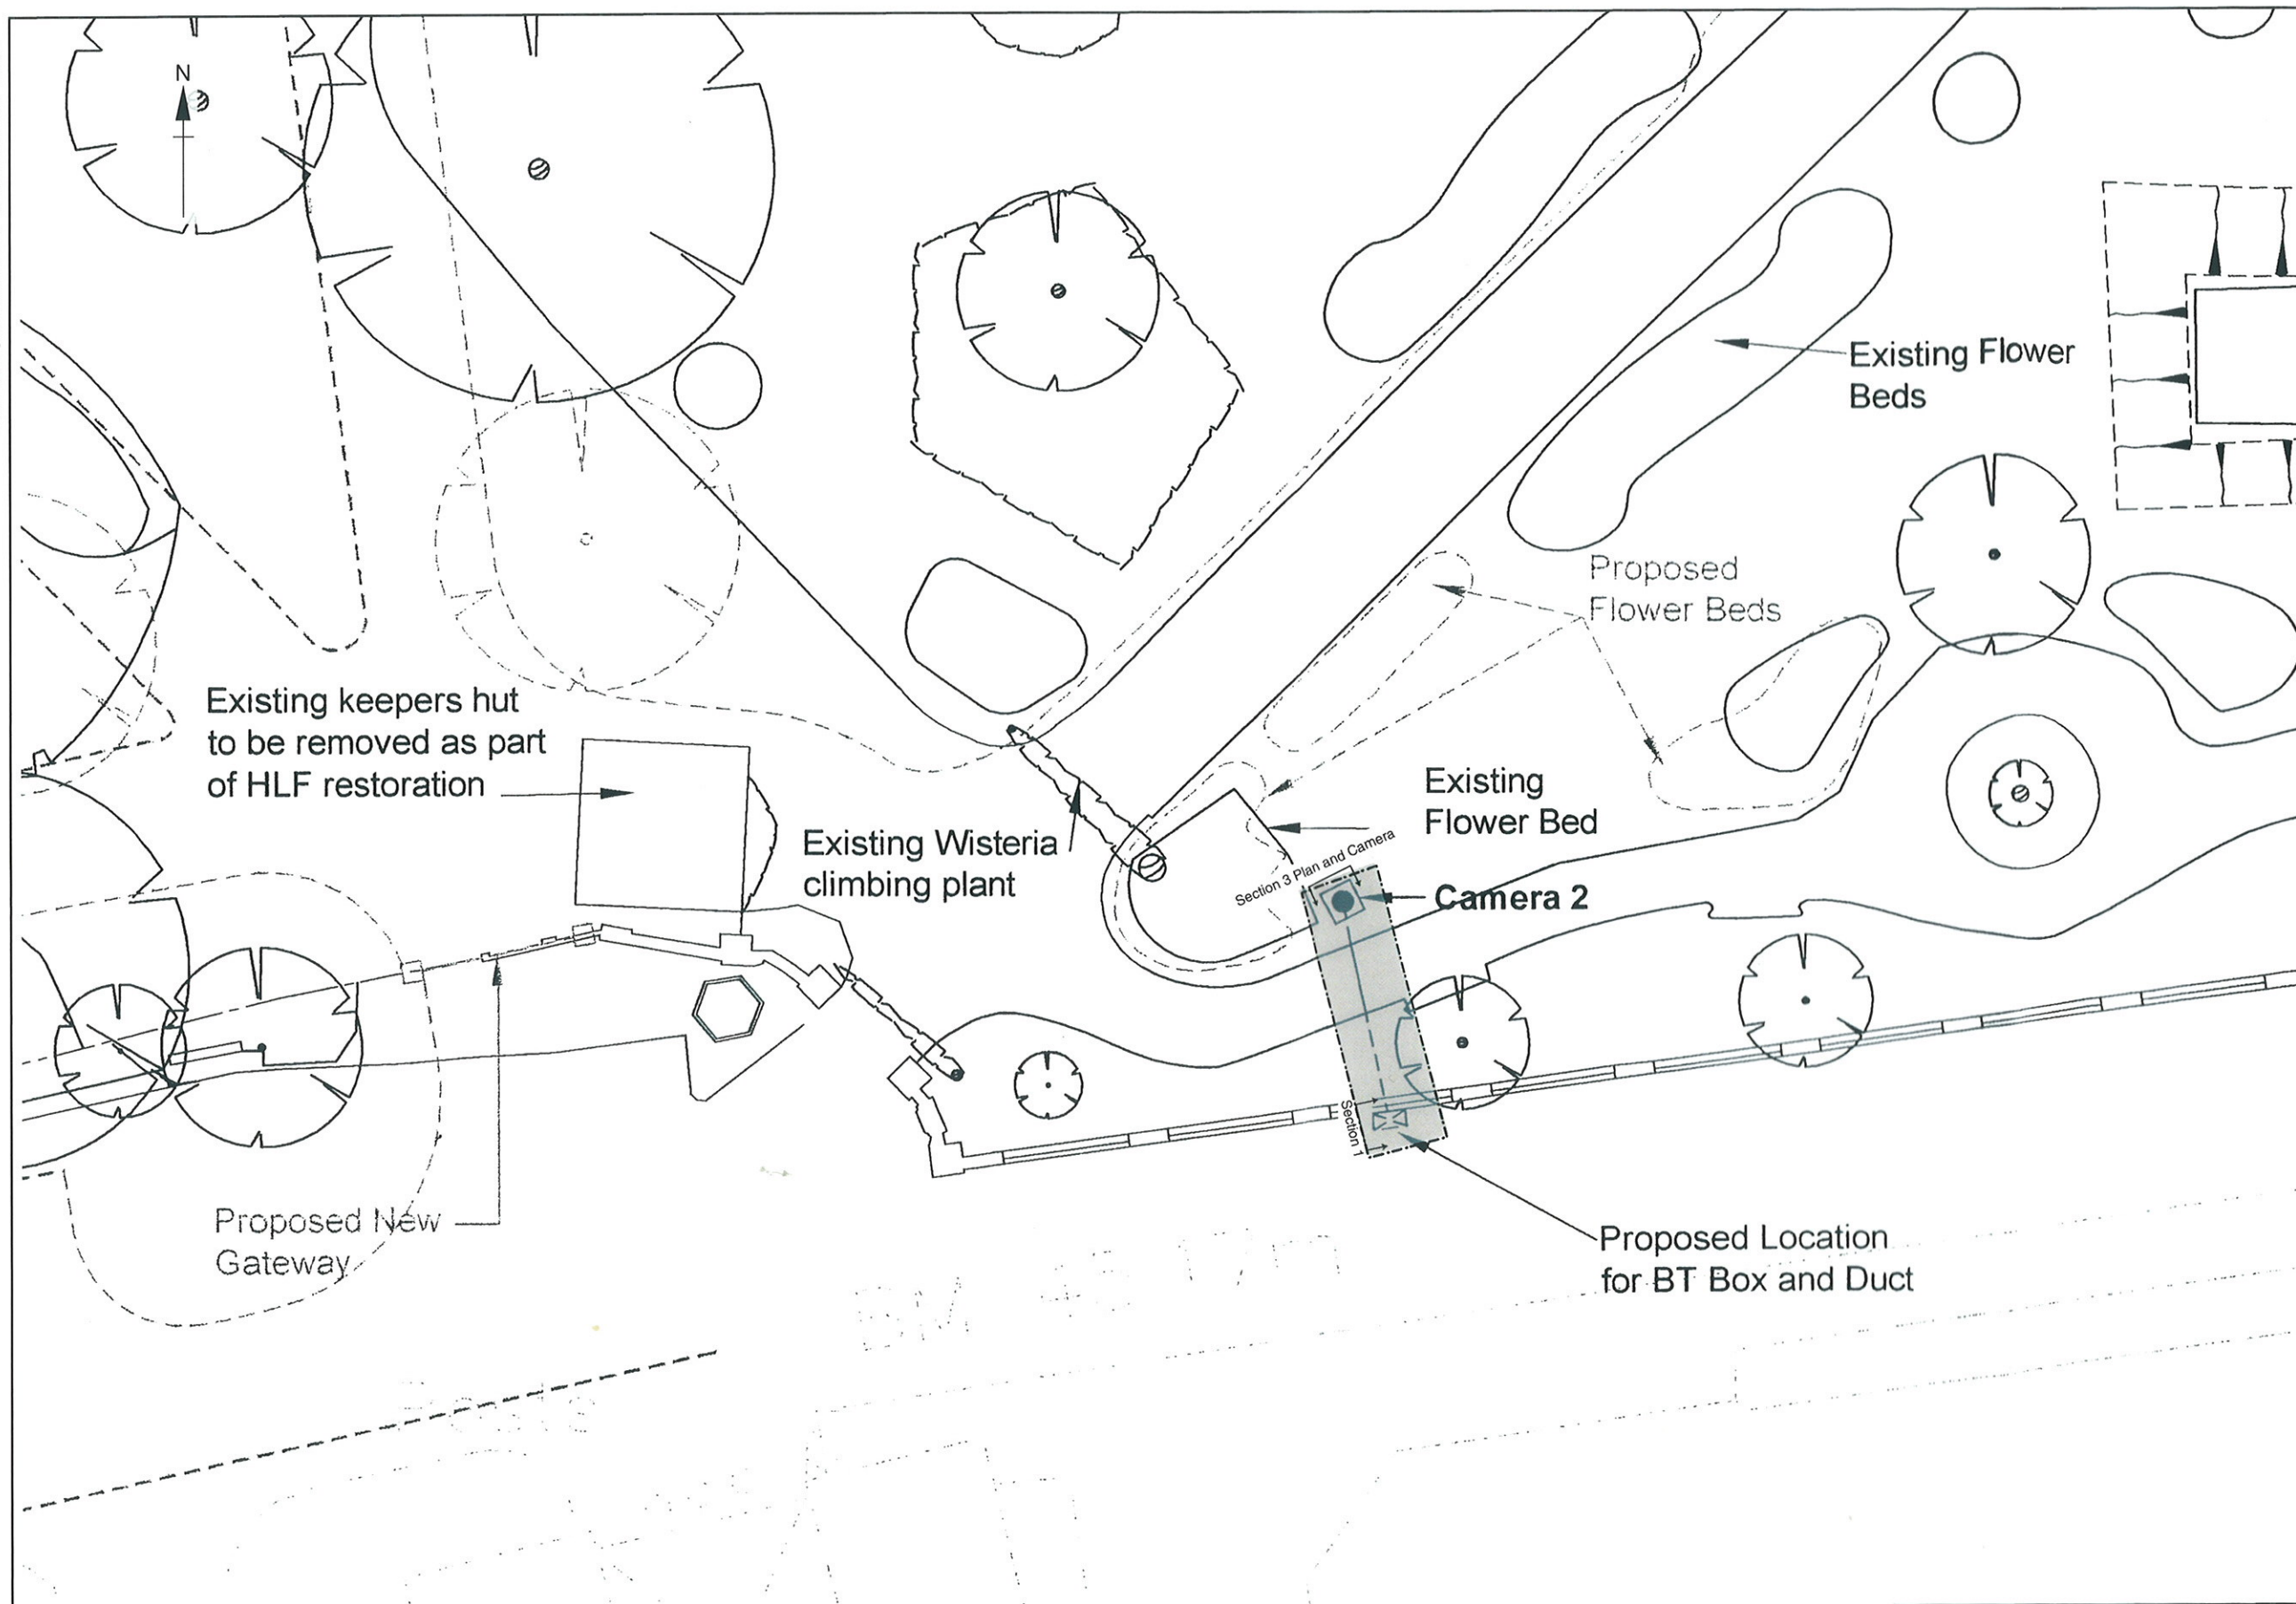 N
Existing Flower
Beds
Proposed
Flower Beds
Existing keepers hut
to be removed as part
of HLF restoration
Existing
Flower Bed
Existing Wisteria
climbing plant
Section 3 Plan and Camera
Camera 2
Section 1
Proposed New
Gateway
Proposed Location
for BT Box and Duct
BM